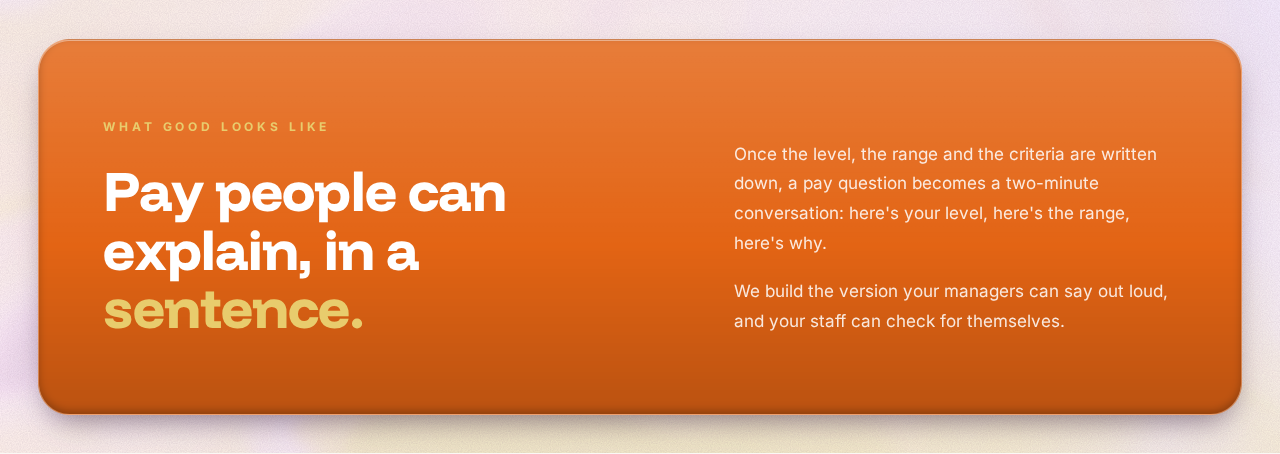 WHAT GOOD LOOKS LIKE
Pay people can
explain, in a
sentence.
Once the level, the range and the criteria are written
down, a pay question becomes a two-minute
conversation: here's your level, here's the range,
here's why.
We build the version your managers can say out loud,
and your staff can check for themselves.